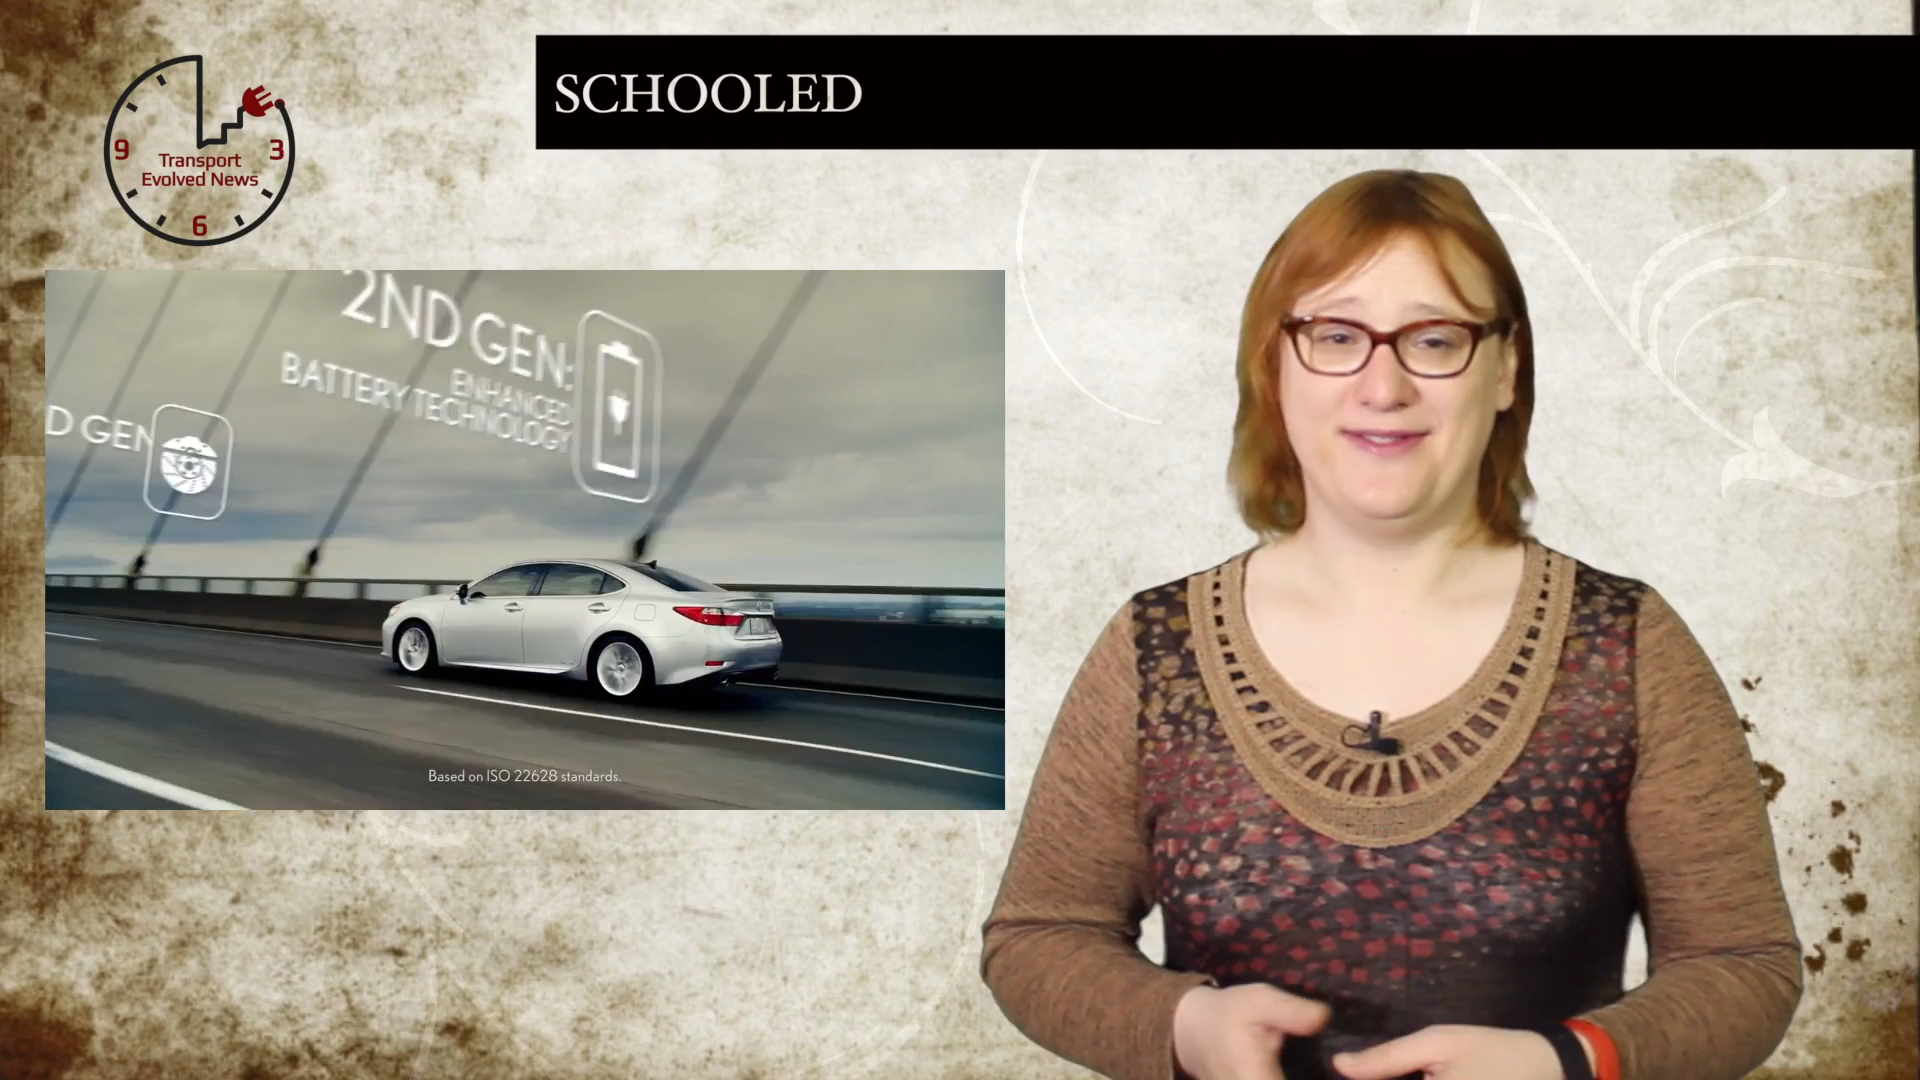 SCHOOLED
9
3
Transport
Evolved News
6
2ND GEN:
ENHANCED
BATTERY TECHNOLOGY
D GEN
Based on ISO 22628 standards.